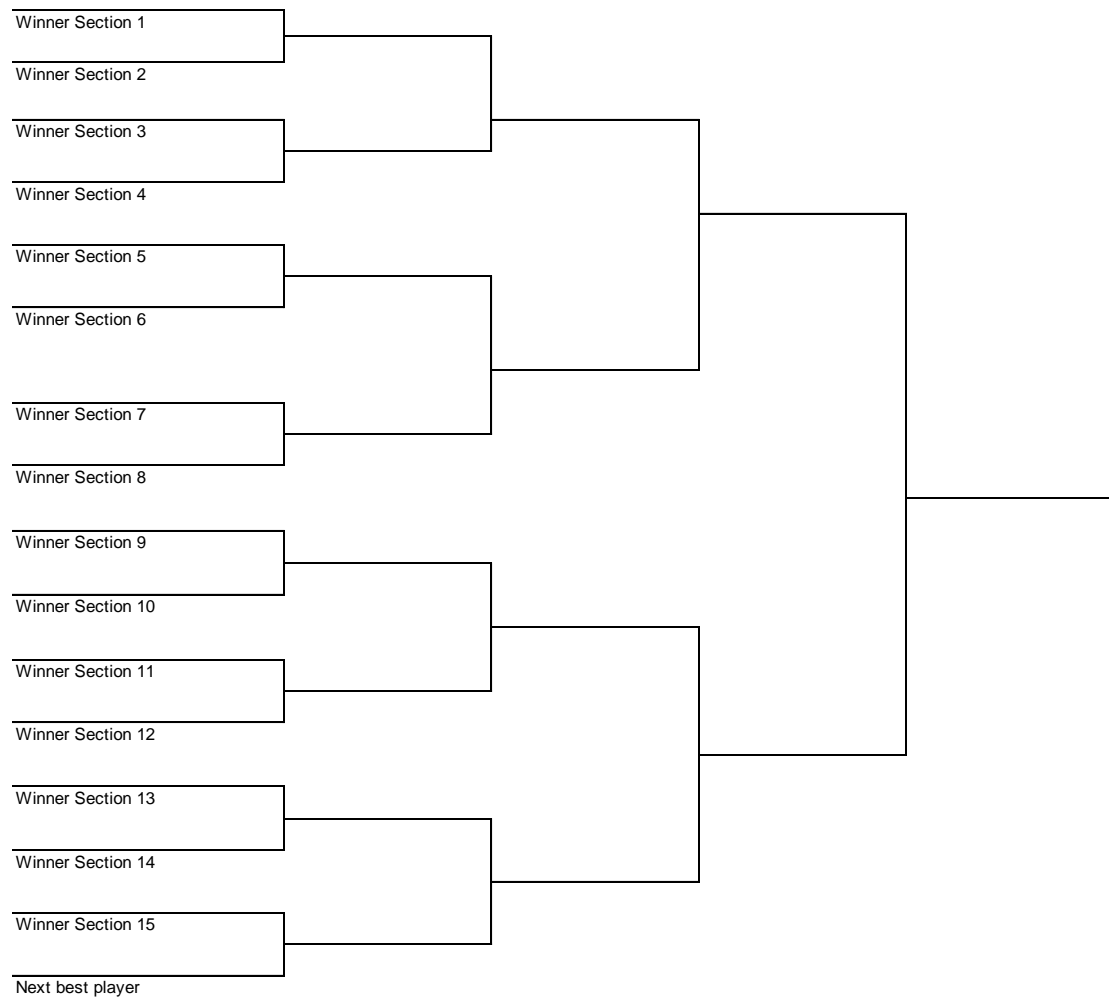 Winner Section 1
Winner Section 2
Winner Section 3
Winner Section 4
Winner Section 5
Winner Section 6
Winner Section 7
Winner Section 8
Winner Section 9
Winner Section 10
Winner Section 11
Winner Section 12
Winner Section 13
Winner Section 14
Winner Section 15
Next best player